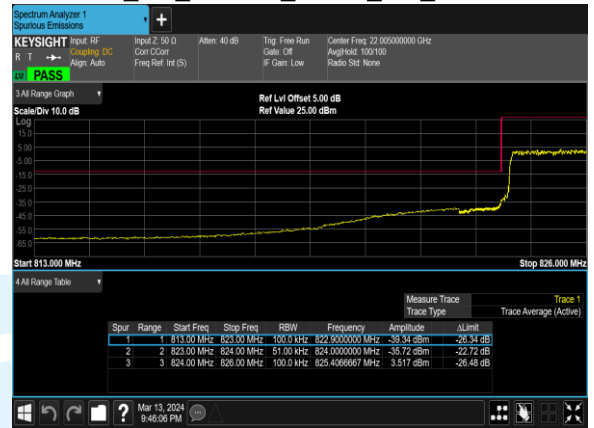 Spectrum Analyzer 1
Spurious Emissions
KEYSIGHT Input: RF Input Z: 50 Ω Atten: 40 dB Trig: Free Run Center Freq: 22.005000000 GHz
R T Coupling: DC Corr CCorr Gate: Off Avg|Hold: 100/100
Align: Auto Freq Ref: Int (S) IF Gain: Low Radio Std: None
PASS
3 All Range Graph
Ref Lvl Offset 5.00 dB
Scale/Div 10.0 dB Ref Value 25.00 dBm
Log
15.0
5.00
-5.00
-15.0
-25.0
-35.0
-45.0
-55.0
-65.0
Start 813.000 MHz Stop 826.000 MHz
4 All Range Table
Measure Trace Trace 1
Trace Type Trace Average (Active)
Spur Range Start Freq Stop Freq RBW Frequency Amplitude ΔLimit
1 1 813.00 MHz 823.00 MHz 100.0 kHz 822.9000000 MHz -39.34 dBm -26.34 dB
2 2 823.00 MHz 824.00 MHz 51.00 kHz 824.0000000 MHz -35.72 dBm -22.72 dB
3 3 824.00 MHz 826.00 MHz 100.0 kHz 825.4066667 MHz 3.517 dBm -26.48 dB
Mar 13, 2024
9:46:06 PM